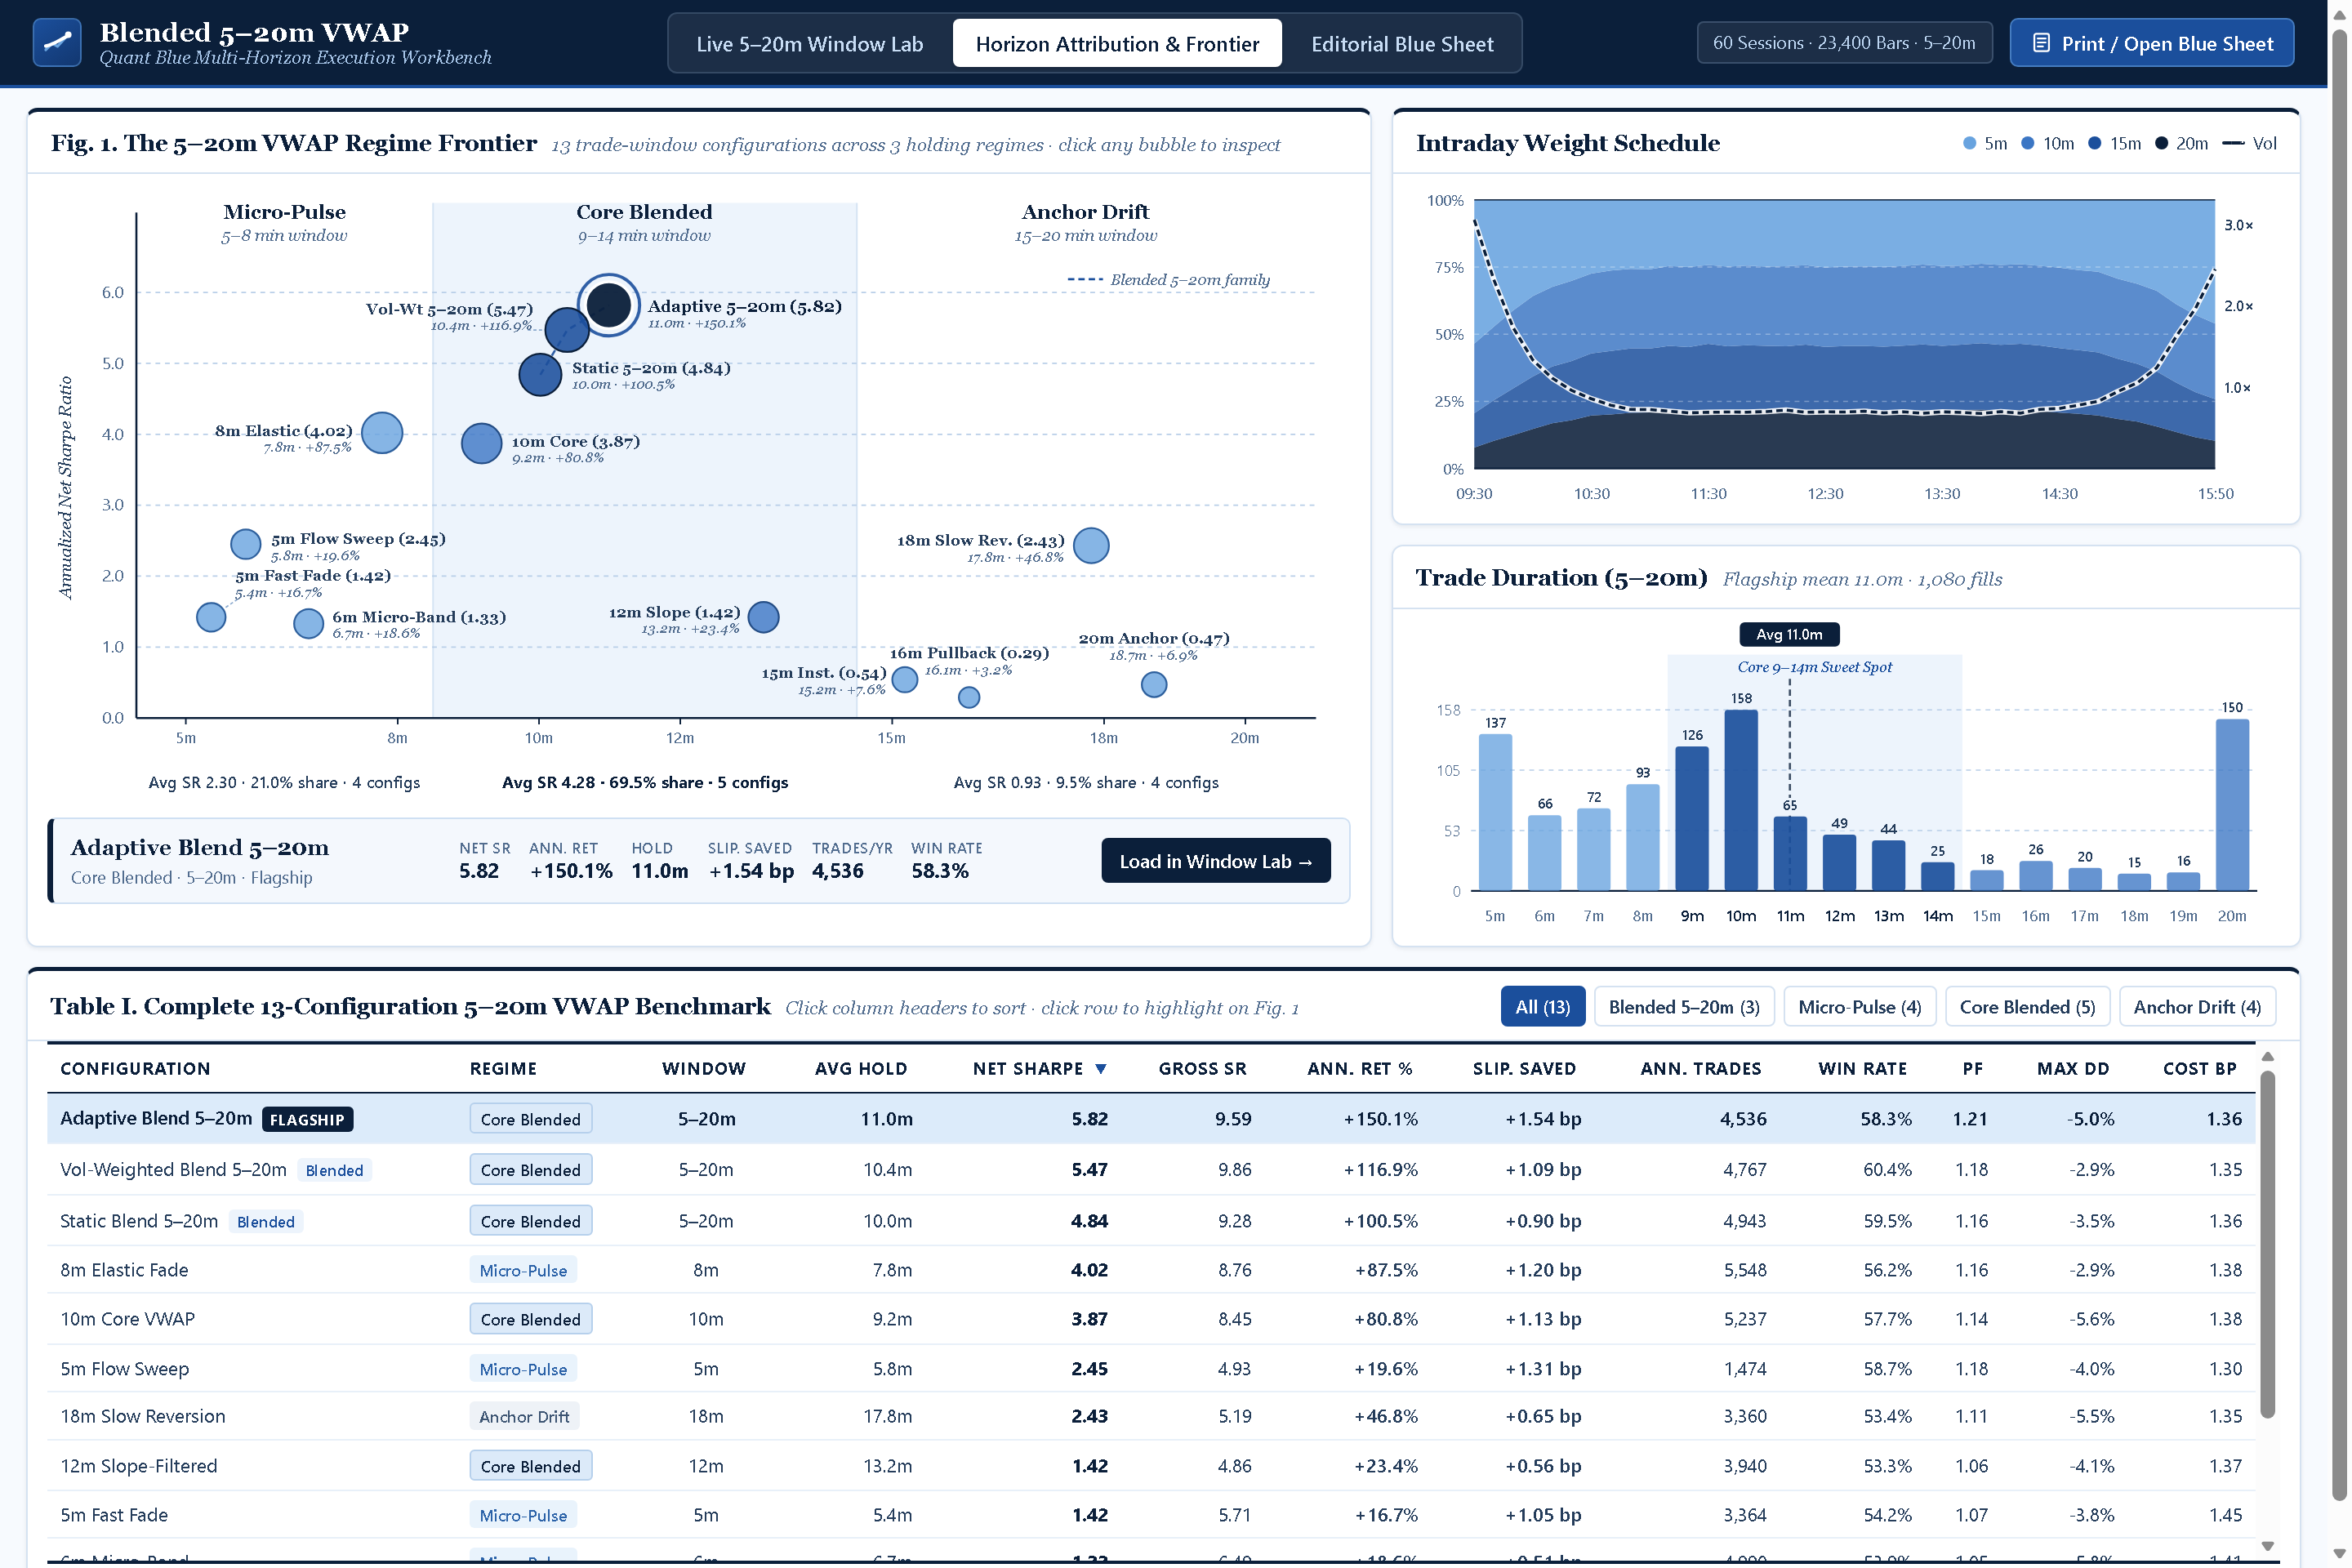 Blended 5–20m VWAP
Quant Blue Multi-Horizon Execution Workbench
Live 5–20m Window Lab
Horizon Attribution & Frontier
Editorial Blue Sheet
60 Sessions · 23,400 Bars · 5–20m
Print / Open Blue Sheet
Fig. 1. The 5–20m VWAP Regime Frontier 13 trade-window configurations across 3 holding regimes · click any bubble to inspect
Micro-Pulse
5–8 min window
Core Blended
9–14 min window
Anchor Drift
15–20 min window
Blended 5–20m family
Annualized Net Sharpe Ratio
6.0
5.0
4.0
3.0
2.0
1.0
0.0
Vol-Wt 5–20m (5.47)
10.4m · +116.9%
Adaptive 5–20m (5.82)
11.0m · +150.1%
Static 5–20m (4.84)
10.0m · +100.5%
8m Elastic (4.02)
7.8m · +87.5%
10m Core (3.87)
9.2m · +80.8%
5m Flow Sweep (2.45)
5.8m · +19.6%
18m Slow Rev. (2.43)
17.8m · +46.8%
5m Fast Fade (1.42)
5.4m · +16.7%
6m Micro-Band (1.33)
6.7m · +18.6%
12m Slope (1.42)
13.2m · +23.4%
20m Anchor (0.47)
18.7m · +6.9%
16m Pullback (0.29)
16.1m · +3.2%
15m Inst. (0.54)
15.2m · +7.6%
5m 8m 10m 12m 15m 18m 20m
Avg SR 2.30 · 21.0% share · 4 configs
Avg SR 4.28 · 69.5% share · 5 configs
Avg SR 0.93 · 9.5% share · 4 configs
Adaptive Blend 5–20m
Core Blended · 5–20m · Flagship
NET SR ANN. RET HOLD SLIP. SAVED TRADES/YR WIN RATE
5.82 +150.1% 11.0m +1.54 bp 4,536 58.3%
Load in Window Lab →
Intraday Weight Schedule
5m 10m 15m 20m Vol
100%
75%
50%
25%
0%
3.0×
2.0×
1.0×
09:30 10:30 11:30 12:30 13:30 14:30 15:50
Trade Duration (5–20m) Flagship mean 11.0m · 1,080 fills
Avg 11.0m
Core 9–14m Sweet Spot
158
105
53
0
137 66 72 93 126 158 65 49 44 25 18 26 20 15 16 150
5m 6m 7m 8m 9m 10m 11m 12m 13m 14m 15m 16m 17m 18m 19m 20m
Table I. Complete 13-Configuration 5–20m VWAP Benchmark Click column headers to sort · click row to highlight on Fig. 1
All (13) Blended 5–20m (3) Micro-Pulse (4) Core Blended (5) Anchor Drift (4)
CONFIGURATION REGIME WINDOW AVG HOLD NET SHARPE ▼ GROSS SR ANN. RET % SLIP. SAVED ANN. TRADES WIN RATE PF MAX DD COST BP
Adaptive Blend 5–20m FLAGSHIP Core Blended 5–20m 11.0m 5.82 9.59 +150.1% +1.54 bp 4,536 58.3% 1.21 -5.0% 1.36
Vol-Weighted Blend 5–20m Blended Core Blended 5–20m 10.4m 5.47 9.86 +116.9% +1.09 bp 4,767 60.4% 1.18 -2.9% 1.35
Static Blend 5–20m Blended Core Blended 5–20m 10.0m 4.84 9.28 +100.5% +0.90 bp 4,943 59.5% 1.16 -3.5% 1.36
8m Elastic Fade Micro-Pulse 8m 7.8m 4.02 8.76 +87.5% +1.20 bp 5,548 56.2% 1.16 -2.9% 1.38
10m Core VWAP Core Blended 10m 9.2m 3.87 8.45 +80.8% +1.13 bp 5,237 57.7% 1.14 -5.6% 1.38
5m Flow Sweep Micro-Pulse 5m 5.8m 2.45 4.93 +19.6% +1.31 bp 1,474 58.7% 1.18 -4.0% 1.30
18m Slow Reversion Anchor Drift 18m 17.8m 2.43 5.19 +46.8% +0.65 bp 3,360 53.4% 1.11 -5.5% 1.35
12m Slope-Filtered Core Blended 12m 13.2m 1.42 4.86 +23.4% +0.56 bp 3,940 53.3% 1.06 -4.1% 1.37
5m Fast Fade Micro-Pulse 5m 5.4m 1.42 5.71 +16.7% +1.05 bp 3,364 54.2% 1.07 -3.8% 1.45